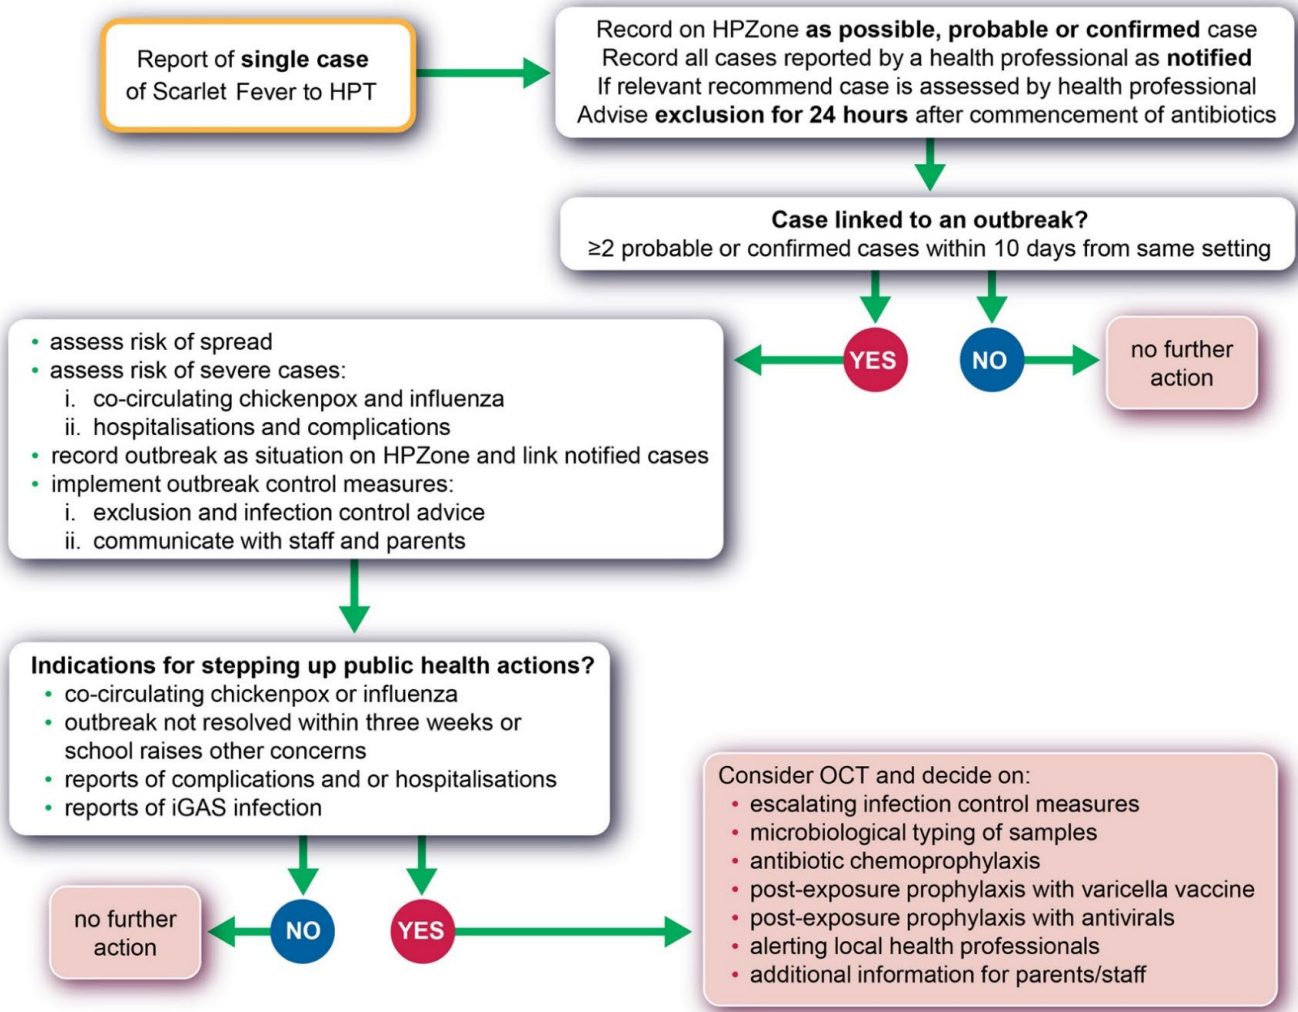 Report of single case
of Scarlet Fever to HPT
Record on HPZone as possible, probable or confirmed case
Record all cases reported by a health professional as notified
If relevant recommend case is assessed by health professional
Advise exclusion for 24 hours after commencement of antibiotics
Case linked to an outbreak?
≥2 probable or confirmed cases within 10 days from same setting
YES
NO
no further
action
• assess risk of spread
• assess risk of severe cases:
i. co-circulating chickenpox and influenza
ii. hospitalisations and complications
• record outbreak as situation on HPZone and link notified cases
• implement outbreak control measures:
i. exclusion and infection control advice
ii. communicate with staff and parents
Indications for stepping up public health actions?
• co-circulating chickenpox or influenza
• outbreak not resolved within three weeks or
school raises other concerns
• reports of complications and or hospitalisations
• reports of iGAS infection
NO
YES
no further
action
Consider OCT and decide on:
• escalating infection control measures
• microbiological typing of samples
• antibiotic chemoprophylaxis
• post-exposure prophylaxis with varicella vaccine
• post-exposure prophylaxis with antivirals
• alerting local health professionals
• additional information for parents/staff